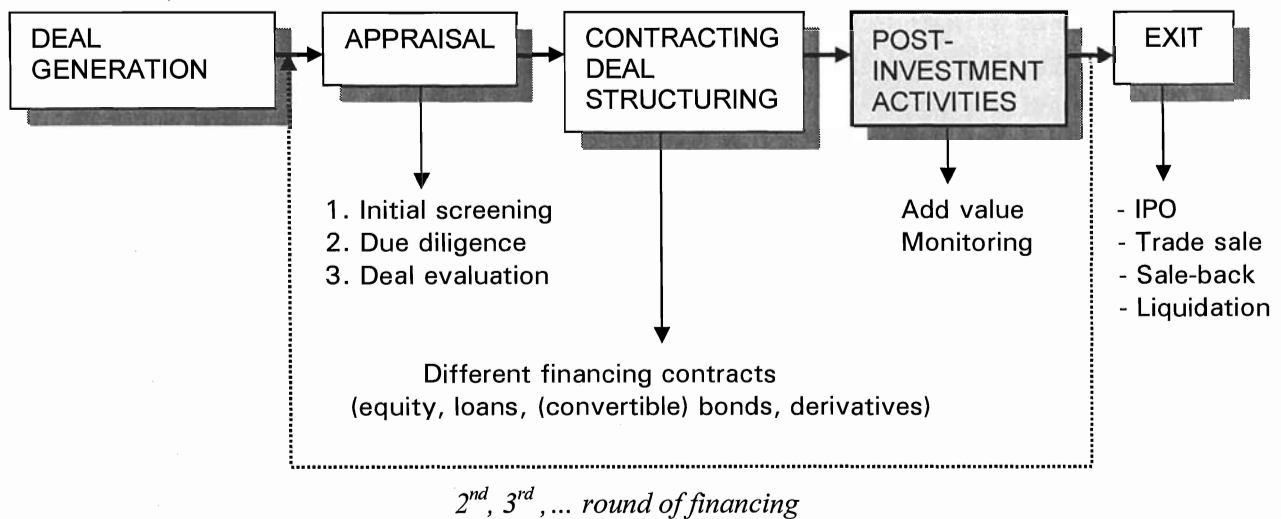 DEAL
GENERATION
APPRAISAL
CONTRACTING
DEAL
STRUCTURING
POST-
INVESTMENT
ACTIVITIES
EXIT
1. Initial screening
2. Due diligence
3. Deal evaluation
Different financing contracts
(equity, loans, (convertible) bonds, derivatives)
Add value
Monitoring
- IPO
- Trade sale
- Sale-back
- Liquidation
2nd, 3rd ,... round of financing